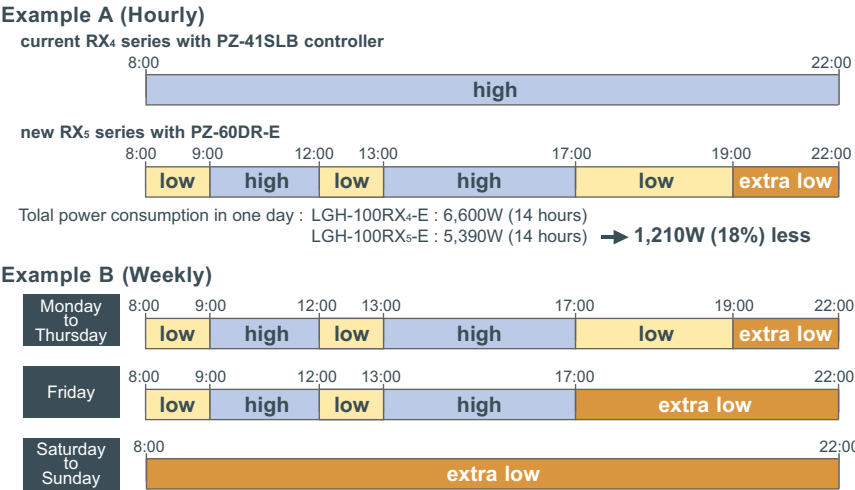 Example A (Hourly)
current RX4 series with PZ-41SLB controller
8:00 22:00
high
new RX5 series with PZ-60DR-E
8:00 9:00 12:00 13:00 17:00 19:00 22:00
low high low high low extra low
Tolal power consumption in one day : LGH-100RX4-E : 6,600W (14 hours)
LGH-100RX5-E : 5,390W (14 hours) → 1,210W (18%) less
Example B (Weekly)
Monday
to
Thursday
8:00 9:00 12:00 13:00 17:00 19:00 22:00
low high low high low extra low
Friday
8:00 9:00 12:00 13:00 17:00 22:00
low high low high extra low
Saturday
to
Sunday
8:00 22:00
extra low